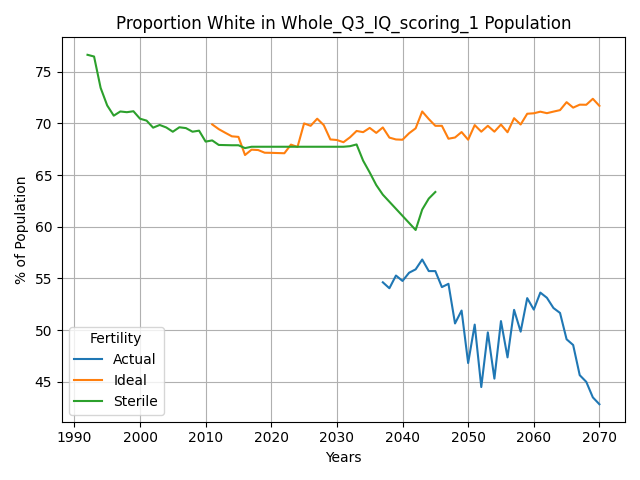 Proportion White in Whole_Q3_IQ_scoring_1 Population
% of Population
75
70
65
60
55
50
45
Fertility
Actual
Ideal
Sterile
1990 2000 2010 2020 2030 2040 2050 2060 2070
Years